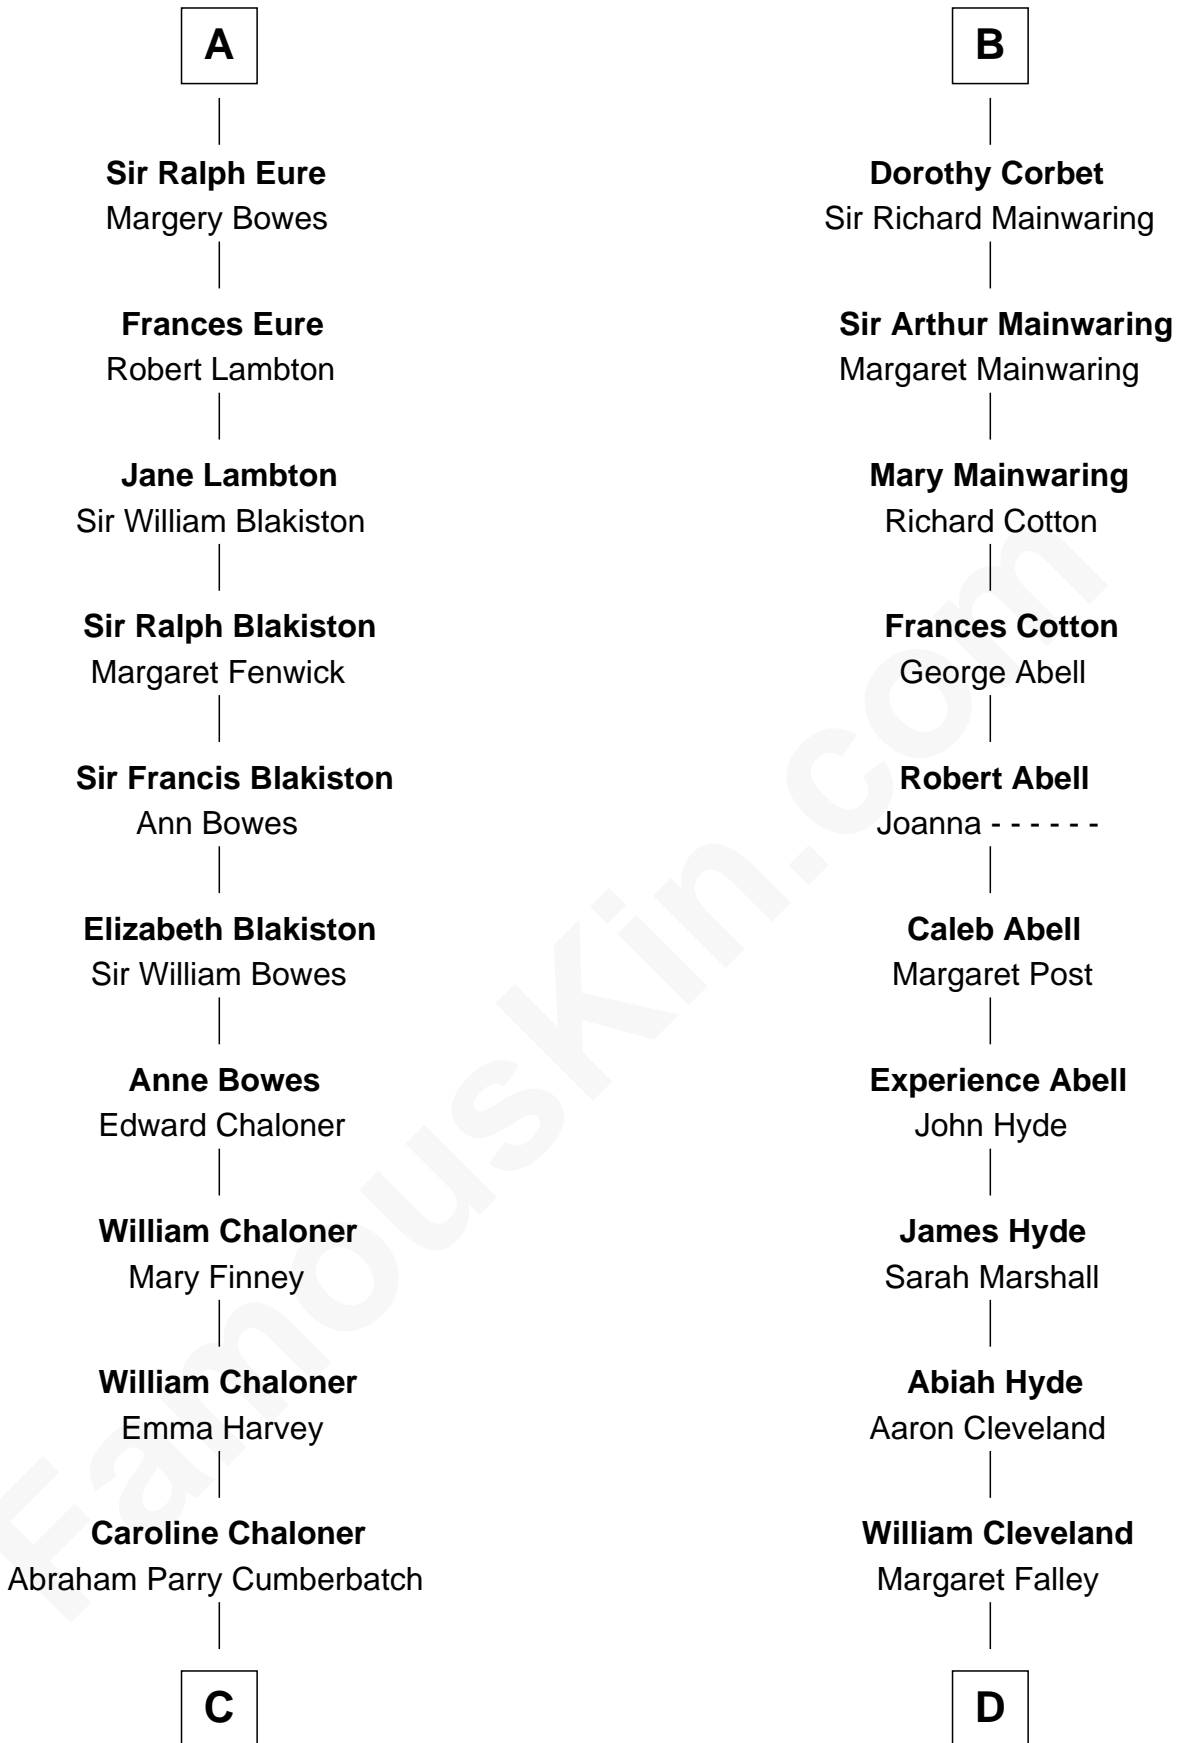 A
Sir Ralph Eure
Margery Bowes
Frances Eure
Robert Lambton
Jane Lambton
Sir William Blakiston
Sir Ralph Blakiston
Margaret Fenwick
Sir Francis Blakiston
Ann Bowes
Elizabeth Blakiston
Sir William Bowes
Anne Bowes
Edward Chaloner
William Chaloner
Mary Finney
William Chaloner
Emma Harvey
Caroline Chaloner
Abraham Parry Cumberbatch
C
B
Dorothy Corbet
Sir Richard Mainwaring
Sir Arthur Mainwaring
Margaret Mainwaring
Mary Mainwaring
Richard Cotton
Frances Cotton
George Abell
Robert Abell
Joanna - - - - - -
Caleb Abell
Margaret Post
Experience Abell
John Hyde
James Hyde
Sarah Marshall
Abiah Hyde
Aaron Cleveland
William Cleveland
Margaret Falley
D
FamousKin.com